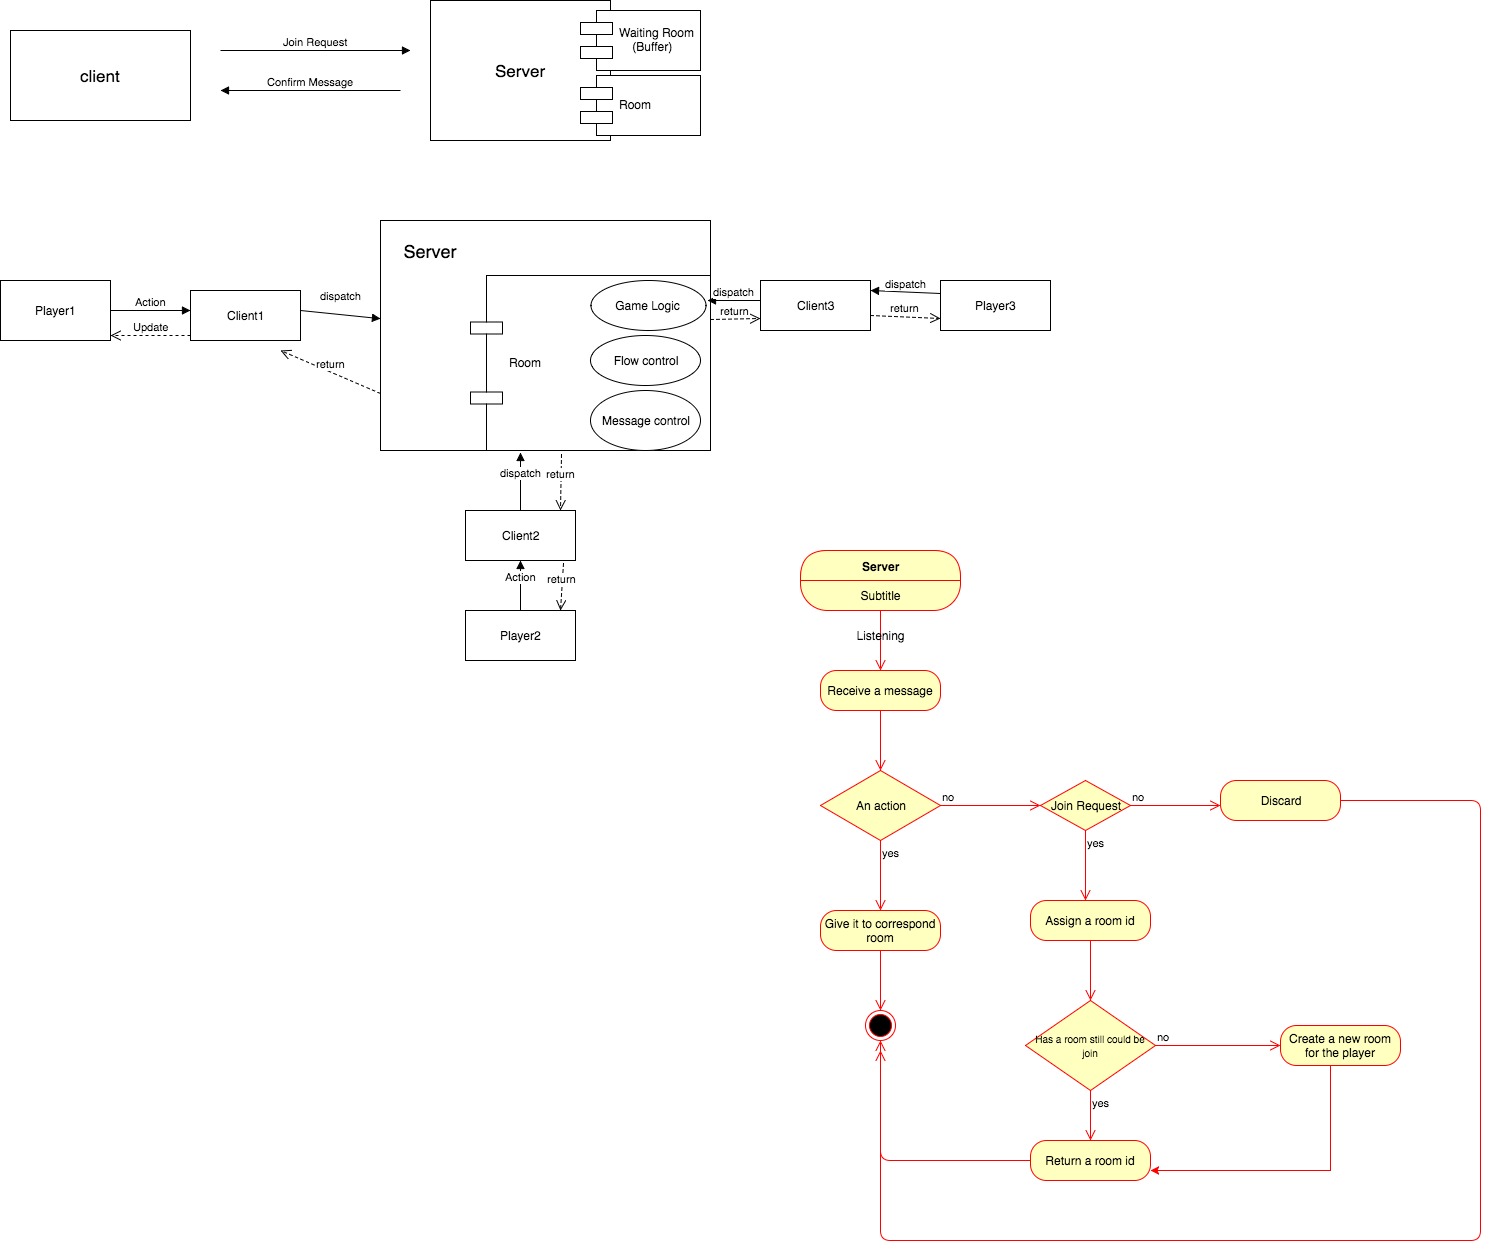 client
Join Request
Confirm Message
Server
Waiting Room
(Buffer)
Room
Server
Player1
Action
Update
Client1
dispatch
return
Room
Game Logic
Flow control
Message control
dispatch
return
Client3
dispatch
return
Player3
dispatch
return
Client2
Action
return
Player2
Server
Subtitle
Listening
Receive a message
An action
no
Join Request
no
Discard
yes
yes
Give it to correspond
room
Assign a room id
Has a room still could be
join
no
Create a new room
for the player
yes
Return a room id